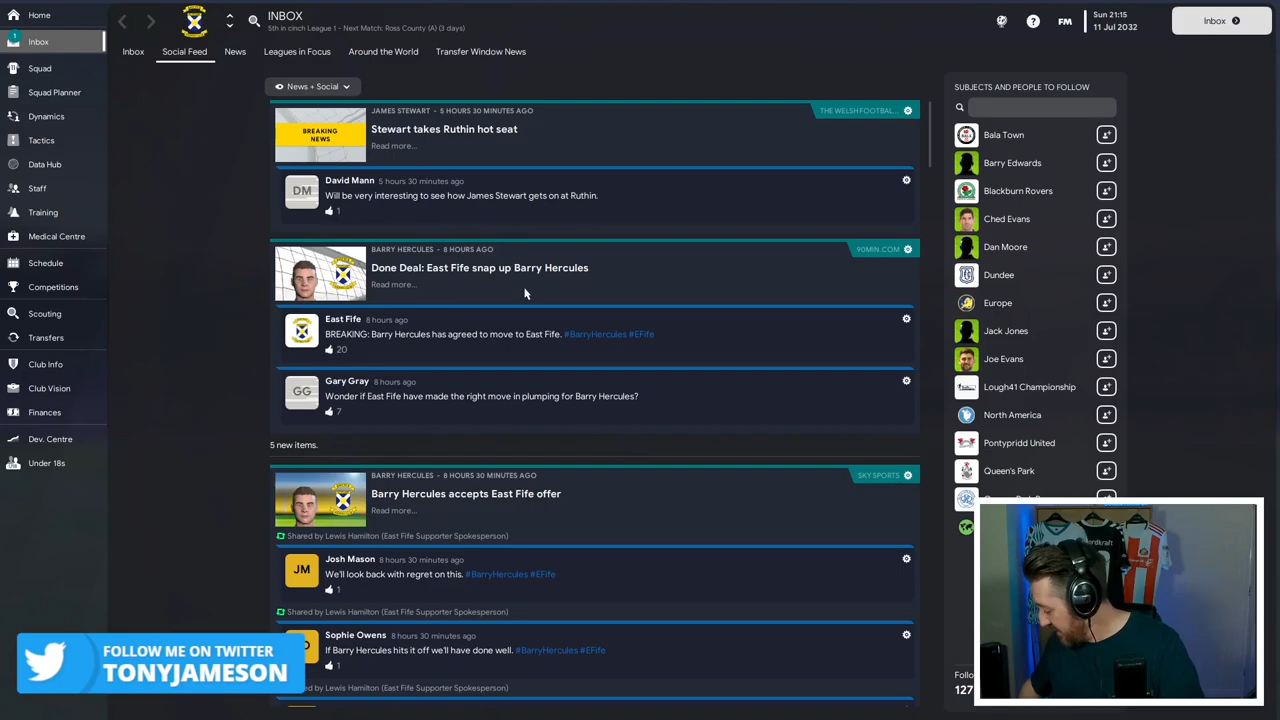 Home
1
Inbox
Squad
Squad Planner
Dynamics
Tactics
Data Hub
Staff
Training
Medical Centre
Schedule
Competitions
Scouting
Transfers
Club Info
Club Vision
Finances
Dev. Centre
Under 18s
INBOX
5th in cinch League 1 - Next Match: Ross County (A) (3 days)
FM
Sun 21:15
11 Jul 2032
Inbox
Inbox
Social Feed
News
Leagues in Focus
Around the World
Transfer Window News
News + Social
BREAKING
NEWS
JAMES STEWART - 5 HOURS 30 MINUTES AGO
THE WELSH FOOTBAL...
Stewart takes Ruthin hot seat
Read more...
DM
David Mann 5 hours 30 minutes ago
Will be very interesting to see how James Stewart gets on at Ruthin.
1
BARRY HERCULES - 8 HOURS AGO
90MIN.COM
Done Deal: East Fife snap up Barry Hercules
Read more...
East Fife 8 hours ago
BREAKING: Barry Hercules has agreed to move to East Fife. #BarryHercules #EFife
20
GG
Gary Gray 8 hours ago
Wonder if East Fife have made the right move in plumping for Barry Hercules?
7
5 new items.
BARRY HERCULES - 8 HOURS 30 MINUTES AGO
SKY SPORTS
Barry Hercules accepts East Fife offer
Read more...
Shared by Lewis Hamilton (East Fife Supporter Spokesperson)
JM
Josh Mason 8 hours 30 minutes ago
We'll look back with regret on this. #BarryHercules #EFife
1
Shared by Lewis Hamilton (East Fife Supporter Spokesperson)
Sophie Owens 8 hours 30 minutes ago
If Barry Hercules hits it off we'll have done well. #BarryHercules #EFife
1
by Lewis Hamilton (East Fife Supporter Spokesperson)
SUBJECTS AND PEOPLE TO FOLLOW
Bala Town
Barry Edwards
Blackburn Rovers
Ched Evans
Dan Moore
Dundee
Europe
Jack Jones
Joe Evans
Lough41 Championship
North America
Pontypridd United
Queen's Park
127
FOLLOW ME ON TWITTER
TONYJAMESON